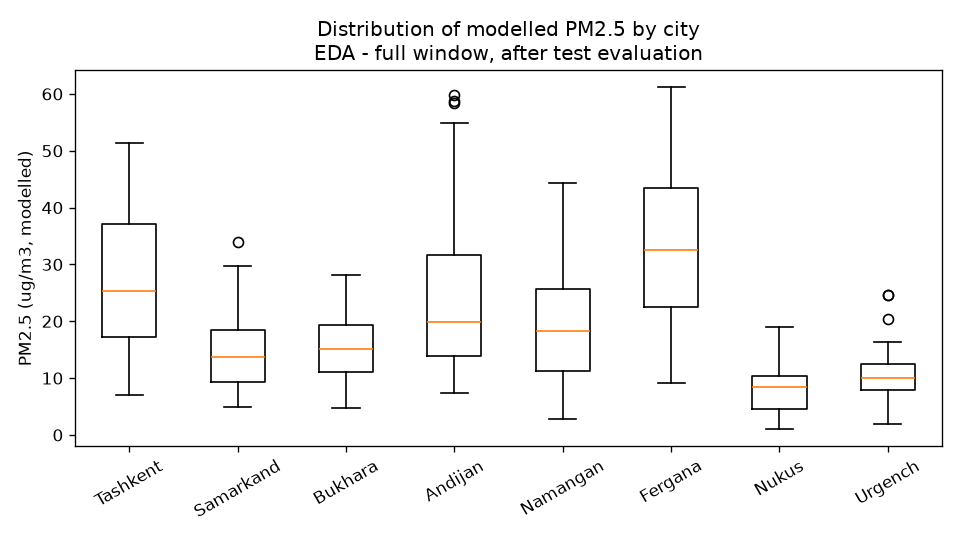 Distribution of modelled PM2.5 by city
EDA - full window, after test evaluation
PM2.5 (ug/m3, modelled)
60
50
40
30
20
10
0
Tashkent
Samarkand
Bukhara
Andijan
Namangan
Fergana
Nukus
Urgench